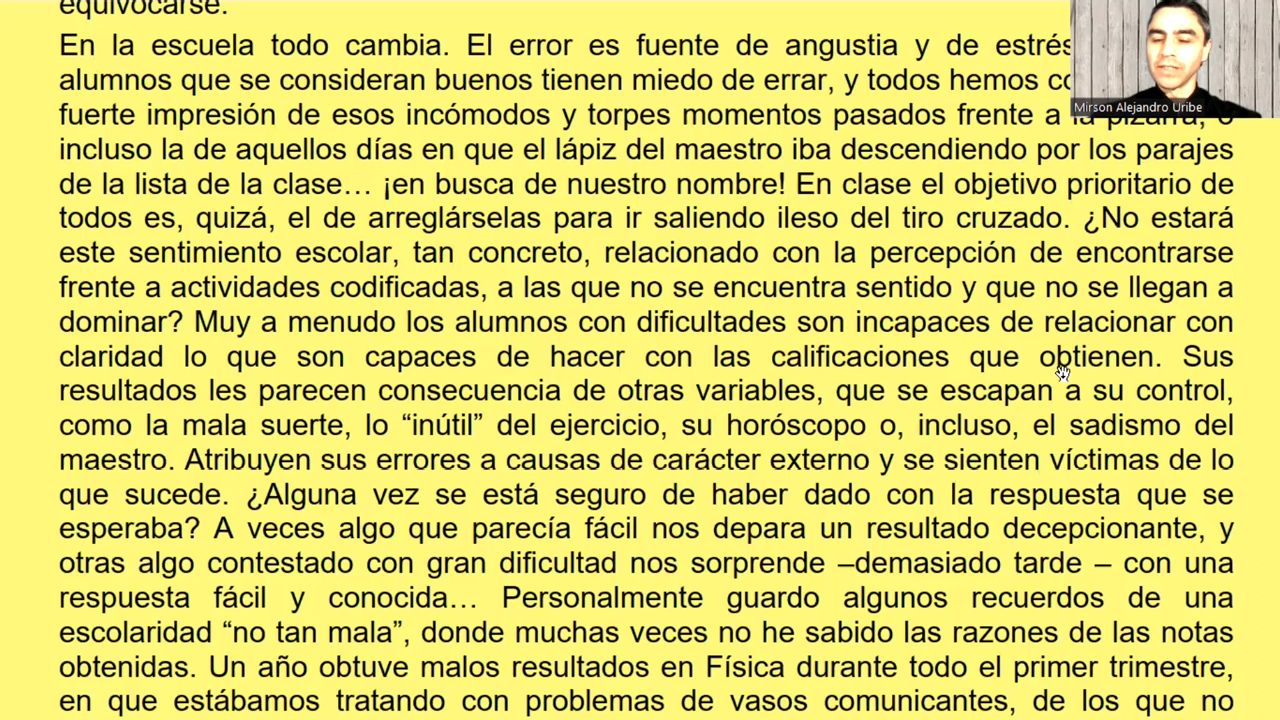 equivocarse.
En la escuela todo cambia. El error es fuente de angustia y de estrés
alumnos que se consideran buenos tienen miedo de errar, y todos hemos
Mirson Alejandro Uribe
fuerte impresión de esos incómodos y torpes momentos pasados frente a la pizarra, o
incluso la de aquellos días en que el lápiz del maestro iba descendiendo por los parajes
de la lista de la clase… ¡en busca de nuestro nombre! En clase el objetivo prioritario de
todos es, quizá, el de arreglárselas para ir saliendo ileso del tiro cruzado. ¿No estará
este sentimiento escolar, tan concreto, relacionado con la percepción de encontrarse
frente a actividades codificadas, a las que no se encuentra sentido y que no se llegan a
dominar? Muy a menudo los alumnos con dificultades son incapaces de relacionar con
claridad lo que son capaces de hacer con las calificaciones que obtienen. Sus
resultados les parecen consecuencia de otras variables, que se escapan a su control,
como la mala suerte, lo “inútil” del ejercicio, su horóscopo o, incluso, el sadismo del
maestro. Atribuyen sus errores a causas de carácter externo y se sienten víctimas de lo
que sucede. ¿Alguna vez se está seguro de haber dado con la respuesta que se
esperaba? A veces algo que parecía fácil nos depara un resultado decepcionante, y
otras algo contestado con gran dificultad nos sorprende –demasiado tarde – con una
respuesta fácil y conocida… Personalmente guardo algunos recuerdos de una
escolaridad “no tan mala”, donde muchas veces no he sabido las razones de las notas
obtenidas. Un año obtuve malos resultados en Física durante todo el primer trimestre,
en que estábamos tratando con problemas de vasos comunicantes, de los que no